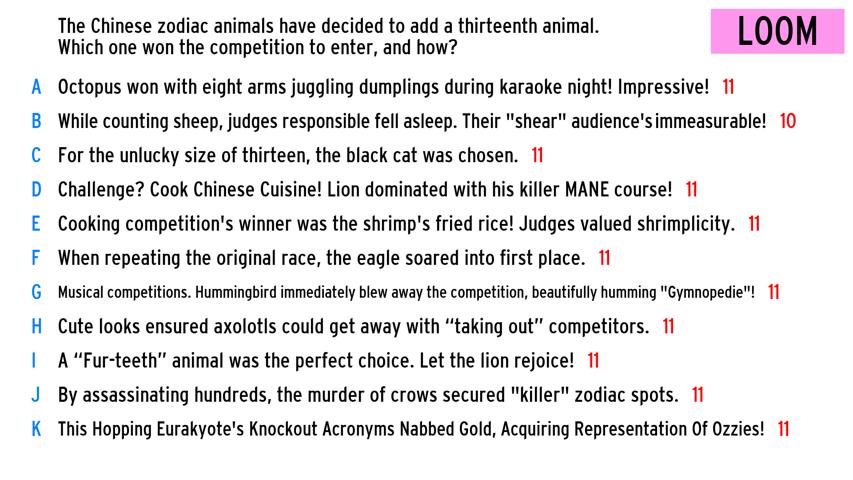 The Chinese zodiac animals have decided to add a thirteenth animal.
Which one won the competition to enter, and how?
LOOM
A Octopus won with eight arms juggling dumplings during karaoke night! Impressive! 11
B While counting sheep, judges responsible fell asleep. Their "shear" audience's immeasurable! 10
C For the unlucky size of thirteen, the black cat was chosen. 11
D Challenge? Cook Chinese Cuisine! Lion dominated with his killer MANE course! 11
E Cooking competition's winner was the shrimp's fried rice! Judges valued shrimplicity. 11
F When repeating the original race, the eagle soared into first place. 11
G Musical competitions. Hummingbird immediately blew away the competition, beautifully humming "Gymnopedie"! 11
H Cute looks ensured axolotls could get away with “taking out” competitors. 11
I A “Fur-teeth” animal was the perfect choice. Let the lion rejoice! 11
J By assassinating hundreds, the murder of crows secured "killer" zodiac spots. 11
K This Hopping Eurakyote's Knockout Acronyms Nabbed Gold, Acquiring Representation Of Ozzies! 11